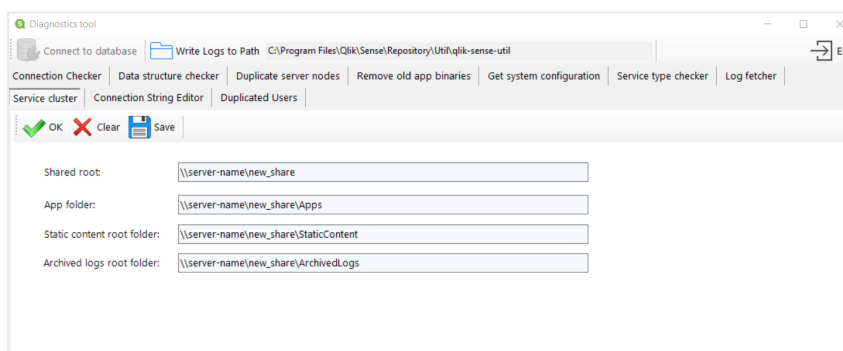 Diagnostics tool
Connect to database Write Logs to Path C:\Program Files\Qlik\Sense\Repository\Util\qlik-sense-util
Connection Checker Data structure checker Duplicate server nodes Remove old app binaries Get system configuration Service type checker Log fetcher
Service cluster Connection String Editor Duplicated Users
OK Clear Save
Shared root: \\server-name\new_share
App folder: \\server-name\new_share\Apps
Static content root folder: \\server-name\new_share\StaticContent
Archived logs root folder: \\server-name\new_share\ArchivedLogs